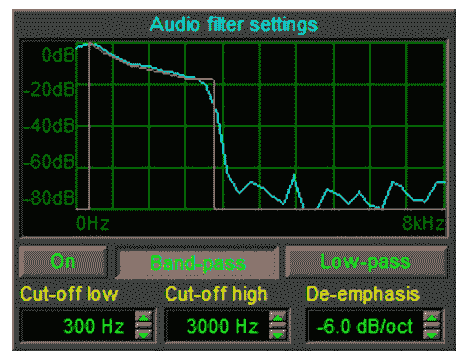 Audio filter settings
0dB
-20dB
-40dB
-60dB
-80dB
0Hz 8kHz
On Band-pass Low-pass
Cut-off low Cut-off high De-emphasis
300 Hz 3000 Hz -6.0 dB/oct